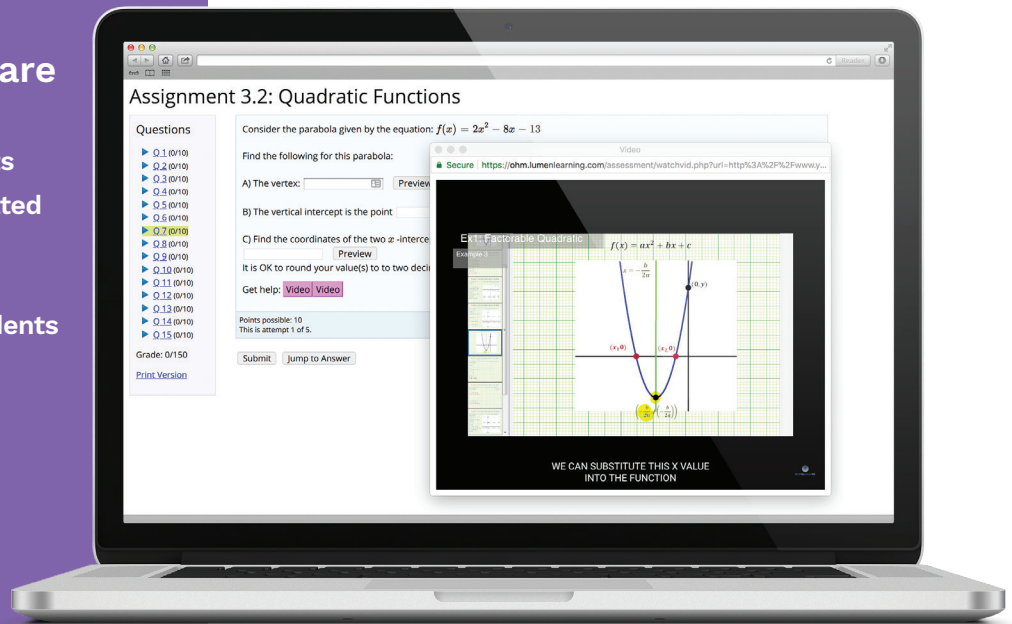 are
ts
ted
lents
Reader
Assignment 3.2: Quadratic Functions
Questions
Q 1 (0/10)
Q 2 (0/10)
Q 3 (0/10)
Q 4 (0/10)
Q 5 (0/10)
Q 6 (0/10)
Q 7 (0/10)
Q 8 (0/10)
Q 9 (0/10)
Q 10 (0/10)
Q 11 (0/10)
Q 12 (0/10)
Q 13 (0/10)
Q 14 (0/10)
Q 15 (0/10)
Grade: 0/150
Print Version
Consider the parabola given by the equation: f(x) = 2x² − 8x − 13
Find the following for this parabola:
A) The vertex: Preview
B) The vertical intercept is the point
C) Find the coordinates of the two x -interce
Preview
It is OK to round your value(s) to to two deci
Get help: Video Video
Points possible: 10
This is attempt 1 of 5.
Submit Jump to Answer
Video
Secure https://ohm.lumenlearning.com/assessment/watchvid.php?url=http%3A%2F%2Fwww.y...
Ex1: Factorable Quadratic
Example 3
f(x) = ax² + bx + c
x = − b/2a
(0, y)
(x, 0) (x, 0)
WE CAN SUBSTITUTE THIS X VALUE
INTO THE FUNCTION